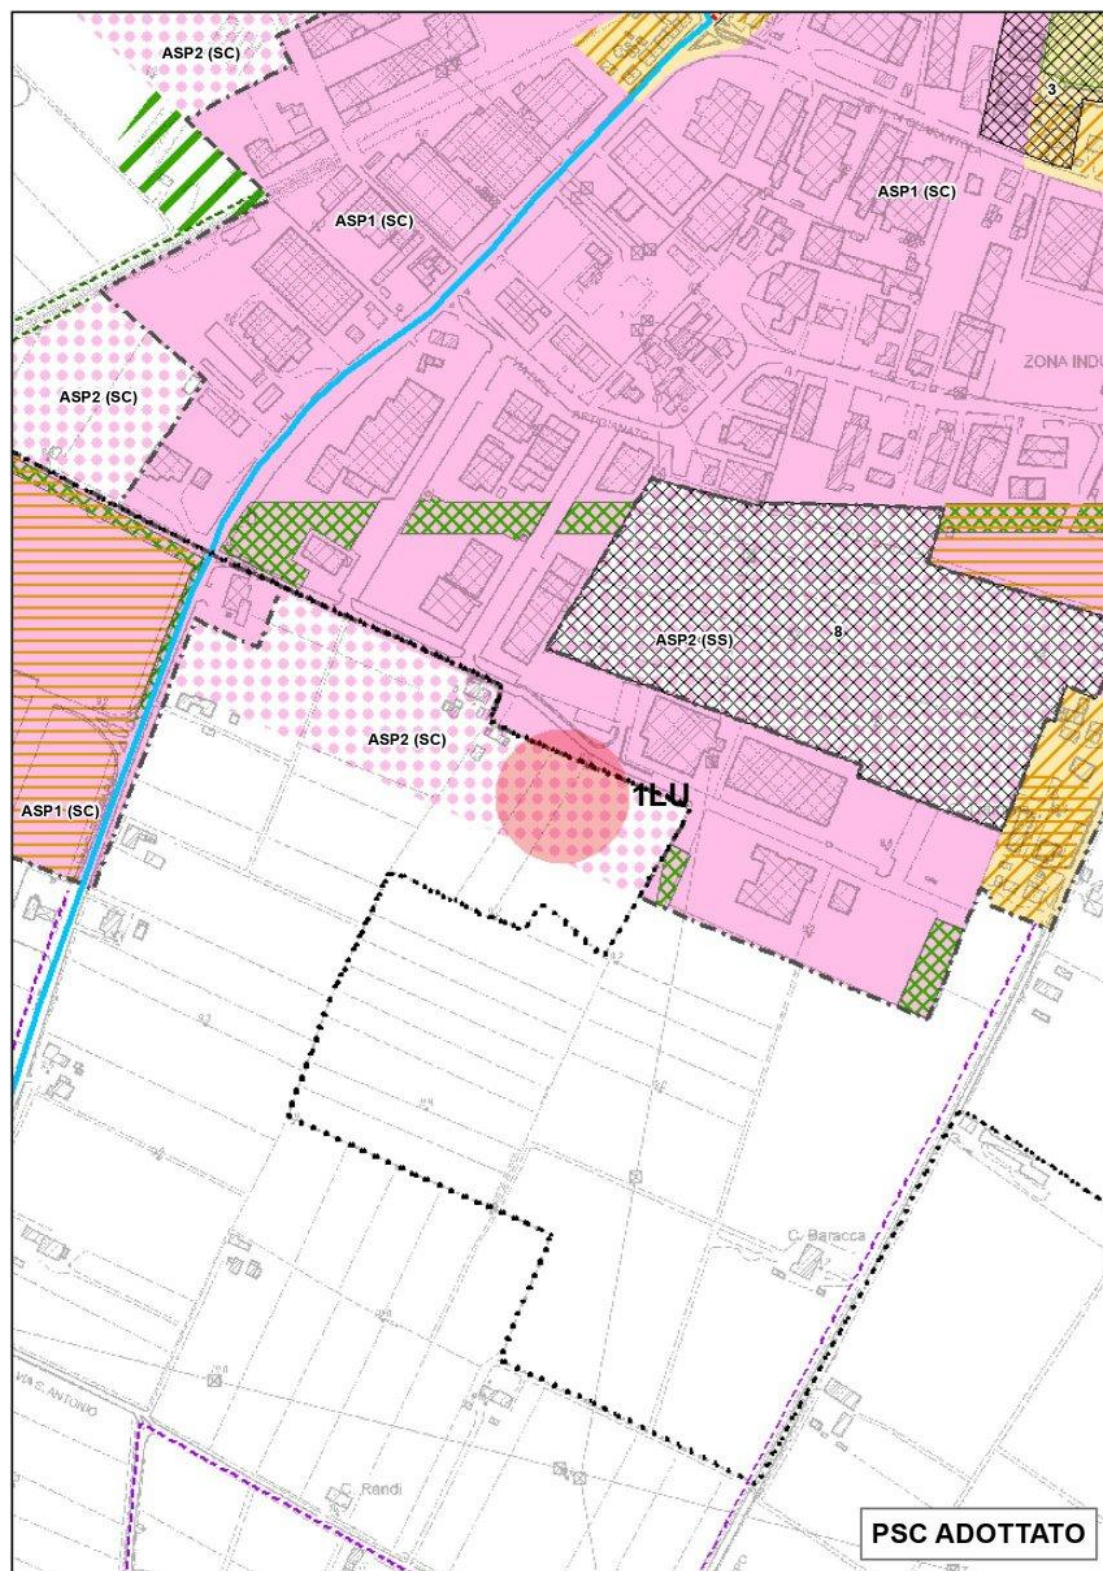 ASP2 (SC)
3
ASP1 (SC)
ASP1 (SC)
ZONA INDU
ASP2 (SC)
ARTIGIANATO
ASP2 (SS)
8
ASP2 (SC)
1LU
ASP1 (SC)
C. Baracca
VIA S. ANTONIO
C. Randi
PSC ADOTTATO